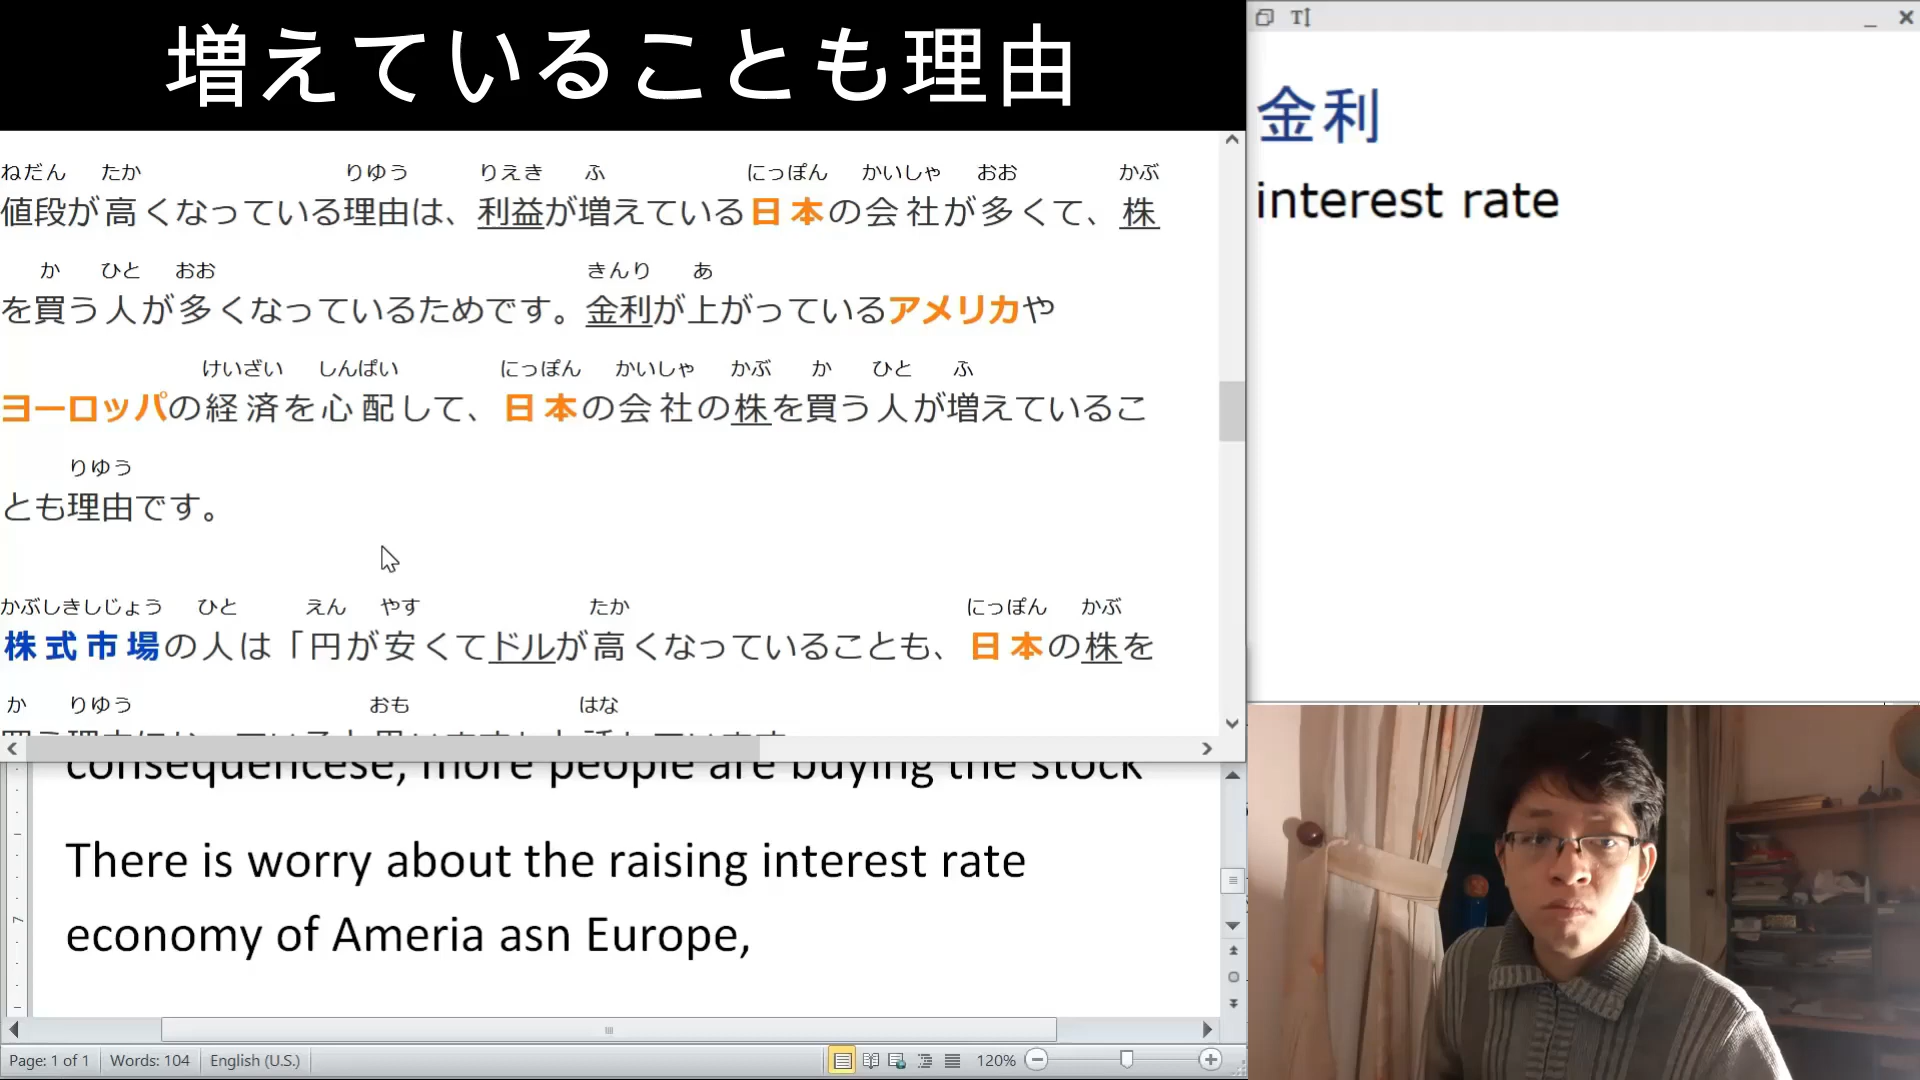 増えていることも理由
ねだん たか りゆう りえき ふ にっぽん かいしゃ おお かぶ
値段が高くなっている理由は、利益が増えている日本の会社が多くて、株
か ひと おお きんり あ
を買う人が多くなっているためです。金利が上がっているアメリカや
けいざい しんぱい にっぽん かいしゃ かぶ か ひと ふ
ヨーロッパの経済を心配して、日本の会社の株を買う人が増えているこ
りゆう
とも理由です。
かぶしきしじょう ひと えん やす たか にっぽん かぶ
株式市場の人は「円が安くてドルが高くなっていることも、日本の株を
か りゆう おも はな
consequencese, more people are buying the stock
There is worry about the raising interest rate
economy of Ameria asn Europe,
Page: 1 of 1 Words: 104 English (U.S.) 120%
金利
interest rate